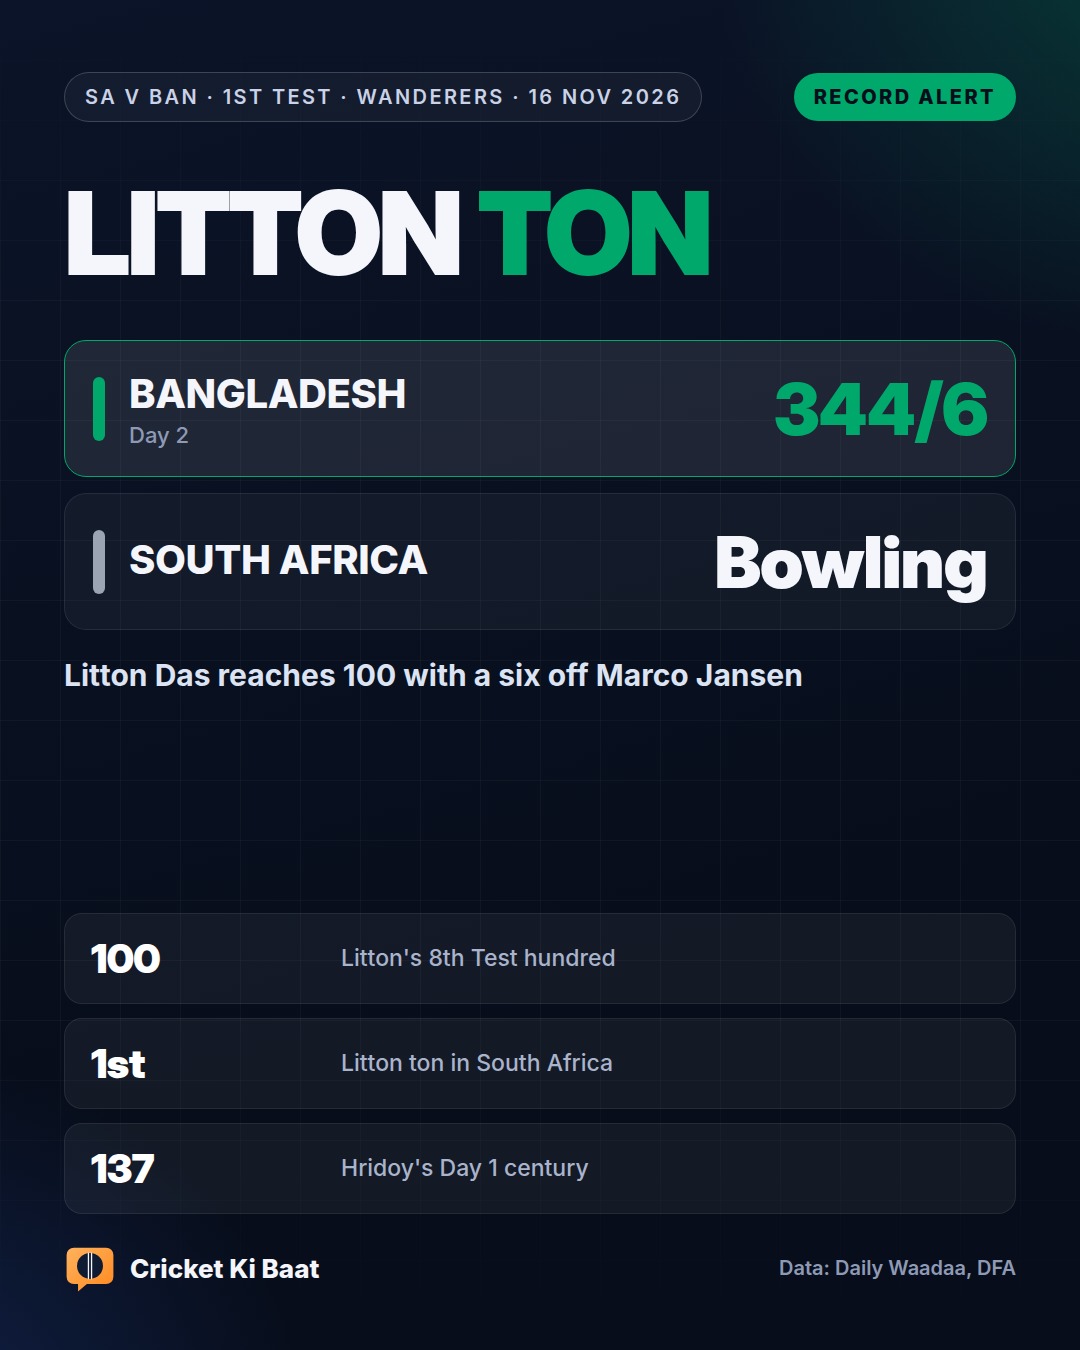 SA V BAN · 1ST TEST · WANDERERS · 16 NOV 2026
RECORD ALERT
LITTON TON
BANGLADESH
Day 2
344/6
SOUTH AFRICA
Bowling
Litton Das reaches 100 with a six off Marco Jansen
100
Litton's 8th Test hundred
1st
Litton ton in South Africa
137
Hridoy's Day 1 century
Cricket Ki Baat
Data: Daily Waadaa, DFA